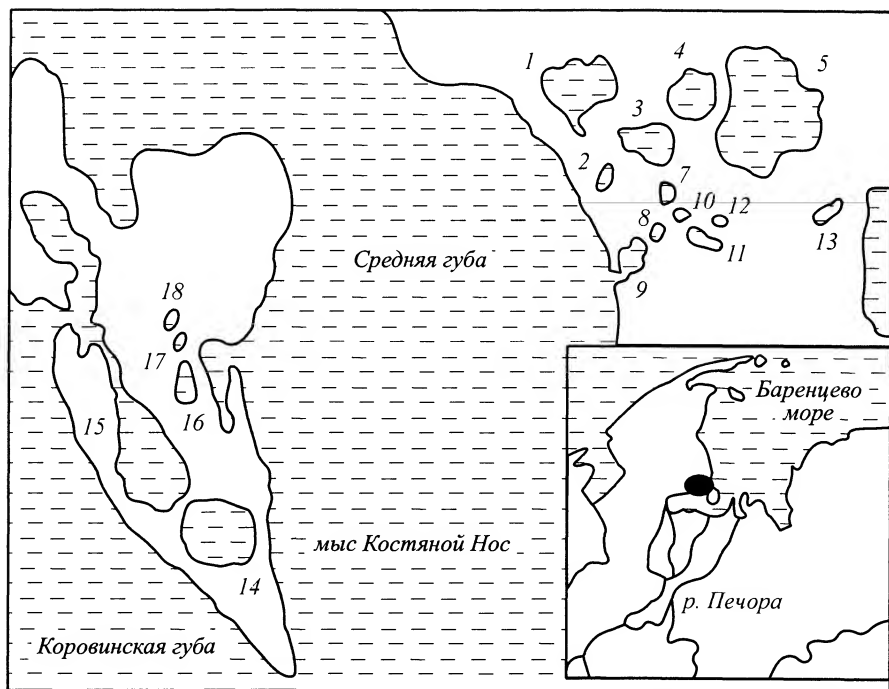 1
4
5
3
2
7
10
12
8
13
11
9
Средняя губа
18
17
16
15
14
мыс Костяной Нос
Коровинская губа
Баренцево
море
р. Печора